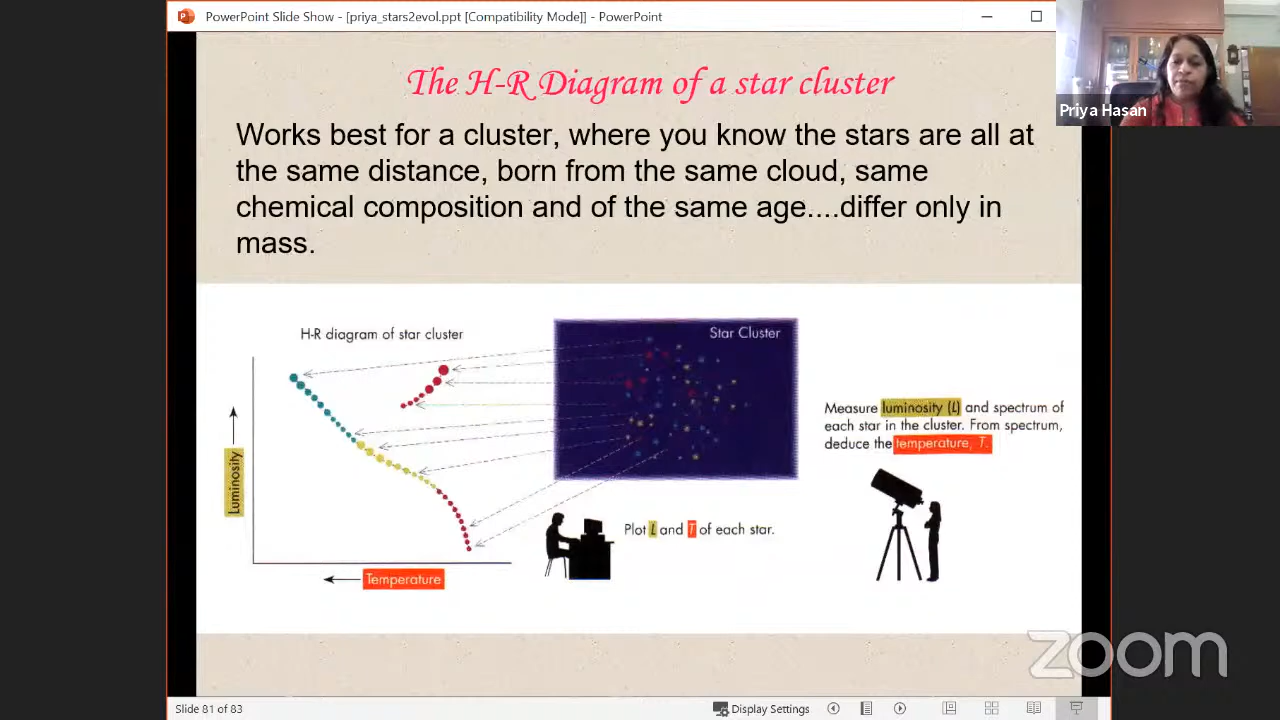 PowerPoint Slide Show - [priya_stars2evol.ppt [Compatibility Mode]] - PowerPoint
Priya Hasan
The H-R Diagram of a star cluster
Works best for a cluster, where you know the stars are all at
the same distance, born from the same cloud, same
chemical composition and of the same age....differ only in
mass.
H-R diagram of star cluster
Star Cluster
Luminosity
Temperature
Plot L and T of each star.
Measure luminosity (L) and spectrum of
each star in the cluster. From spectrum,
deduce the temperature, T.
zoom
Slide 81 of 83
Display Settings